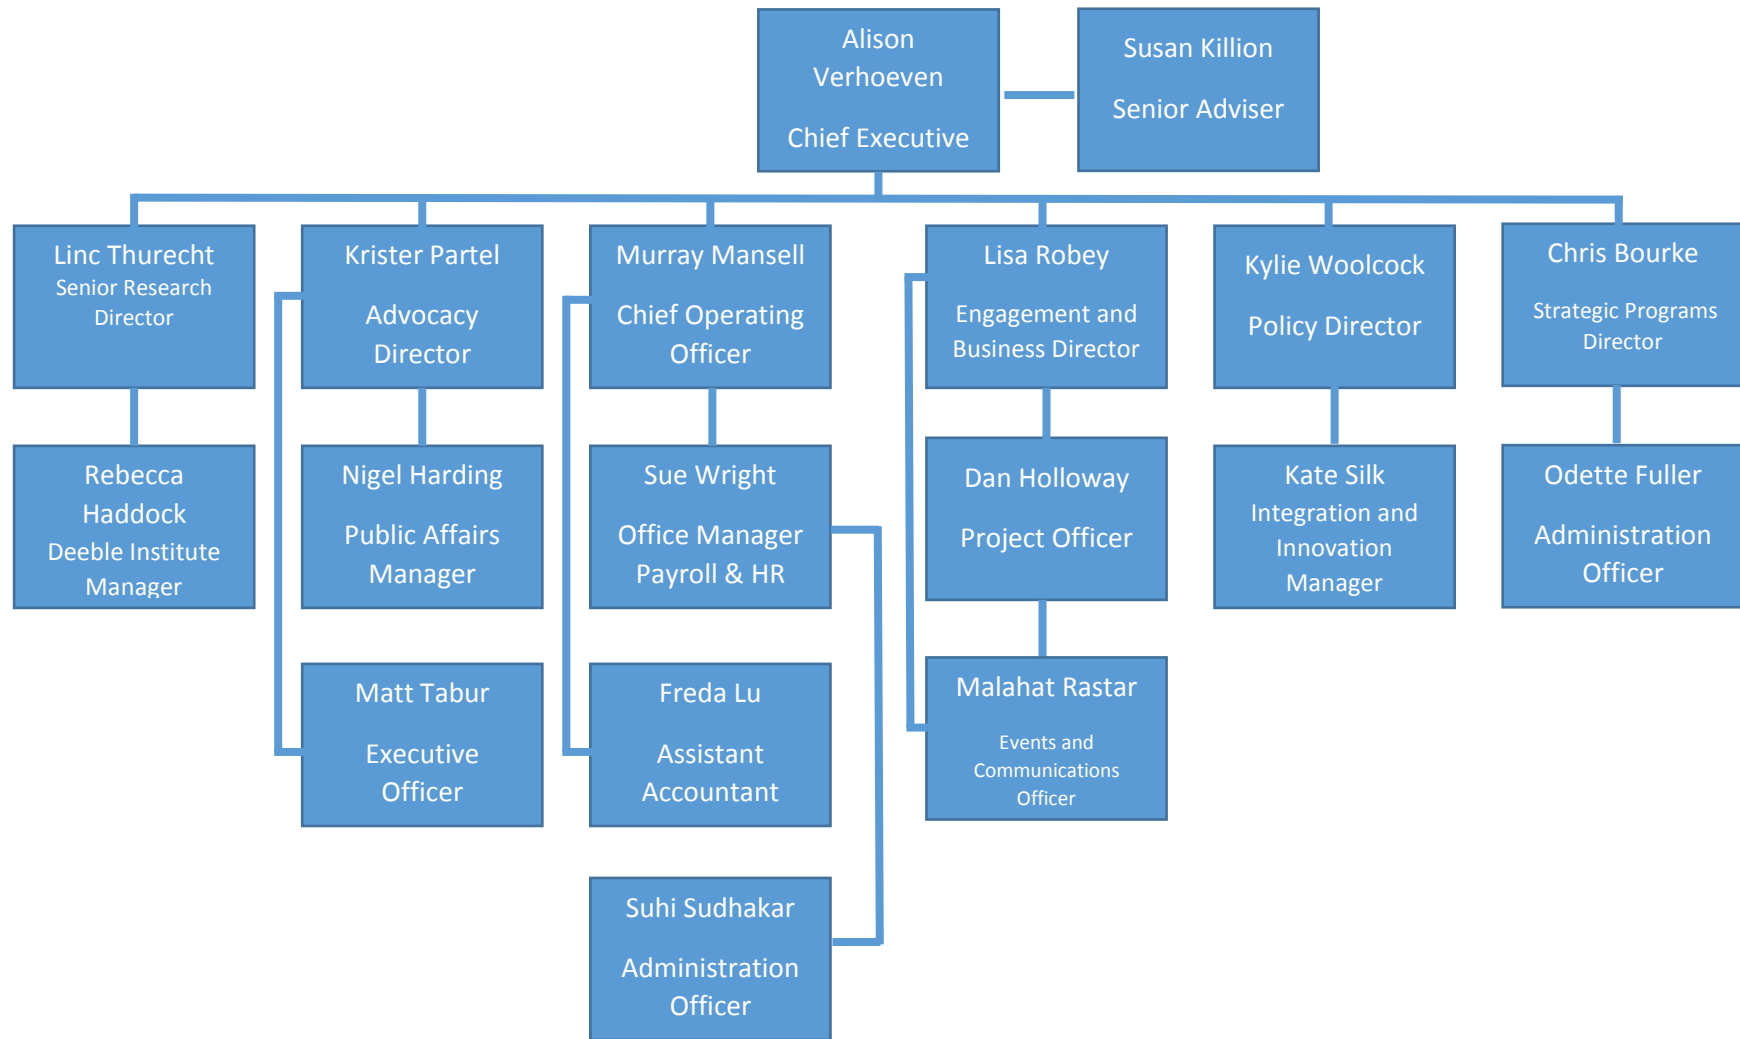 Alison
Verhoeven
Chief Executive
Susan Killion
Senior Adviser
Linc Thurecht
Senior Research
Director
Krister Partel
Advocacy
Director
Murray Mansell
Chief Operating
Officer
Lisa Robey
Engagement and
Business Director
Kylie Woolcock
Policy Director
Chris Bourke
Strategic Programs
Director
Rebecca
Haddock
Deeble Institute
Manager
Nigel Harding
Public Affairs
Manager
Sue Wright
Office Manager
Payroll & HR
Dan Holloway
Project Officer
Kate Silk
Integration and
Innovation
Manager
Odette Fuller
Administration
Officer
Matt Tabur
Executive
Officer
Freda Lu
Assistant
Accountant
Malahat Rastar
Events and
Communications
Officer
Suhi Sudhakar
Administration
Officer